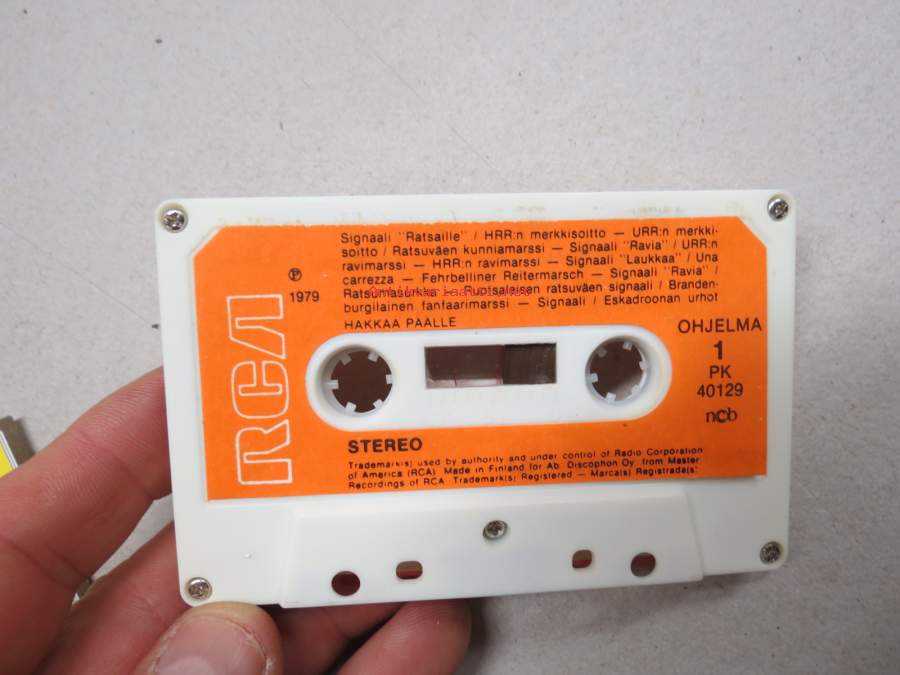 Signaali "Ratsaille" / HRR:n merkkisoitto — URR:n merkki-
soitto / Ratsuväen kunniamarssi — Signaali "Ravia" / URR:n
ravimarssi — HRR:n ravimarssi — Signaali "Laukkaa" / Una
carrezza — Fehrbelliner Reitermarsch — Signaali "Ravia" /
Ratsumasurkka — Ruotsalaisen ratsuväen signaali / Branden-
burgilainen fanfaarimarssi — Signaali / Eskadroonan urhot
HAKKAA PÄÄLLE
℗
1979
RCA
OHJELMA
1
PK
40129
ncb
STEREO
Trademark(s) used by authority and under control of Radio Corporation
of America (RCA). Made in Finland for Ab. Discophon Oy. from Master
Recordings of RCA. Trademark(s) Registered — Marca(s) Registrada(s)